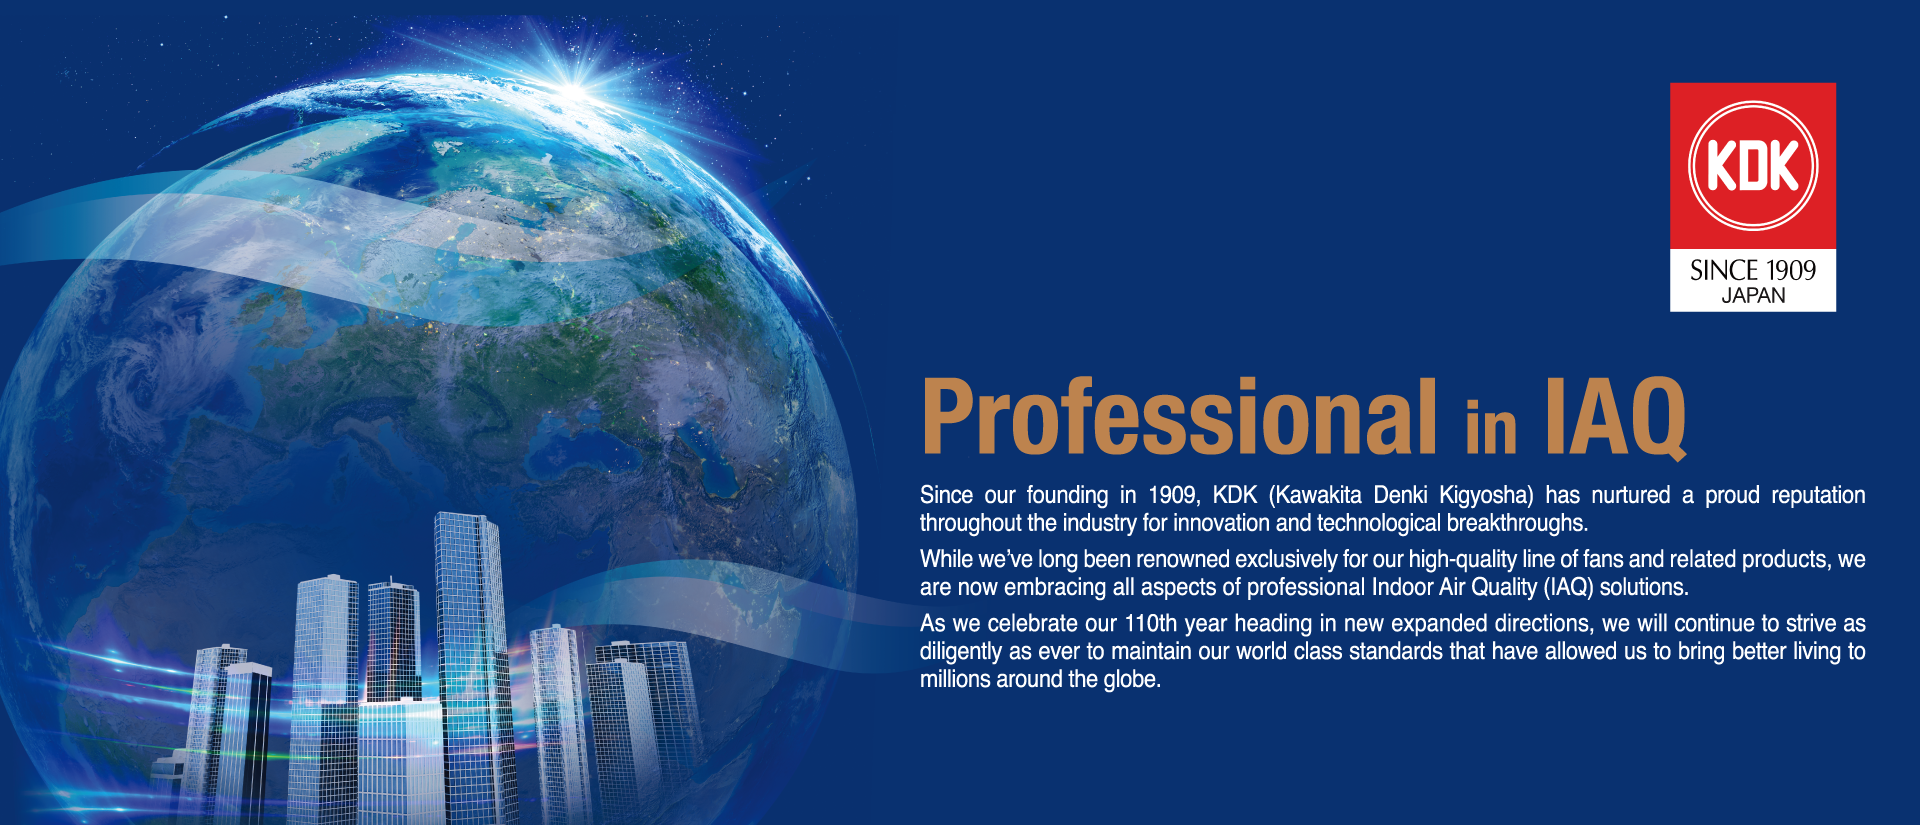 KDK
SINCE 1909
JAPAN
Professional in IAQ
Since our founding in 1909, KDK (Kawakita Denki Kigyosha) has nurtured a proud reputation
throughout the industry for innovation and technological breakthroughs.
While we’ve long been renowned exclusively for our high-quality line of fans and related products, we
are now embracing all aspects of professional Indoor Air Quality (IAQ) solutions.
As we celebrate our 110th year heading in new expanded directions, we will continue to strive as
diligently as ever to maintain our world class standards that have allowed us to bring better living to
millions around the globe.